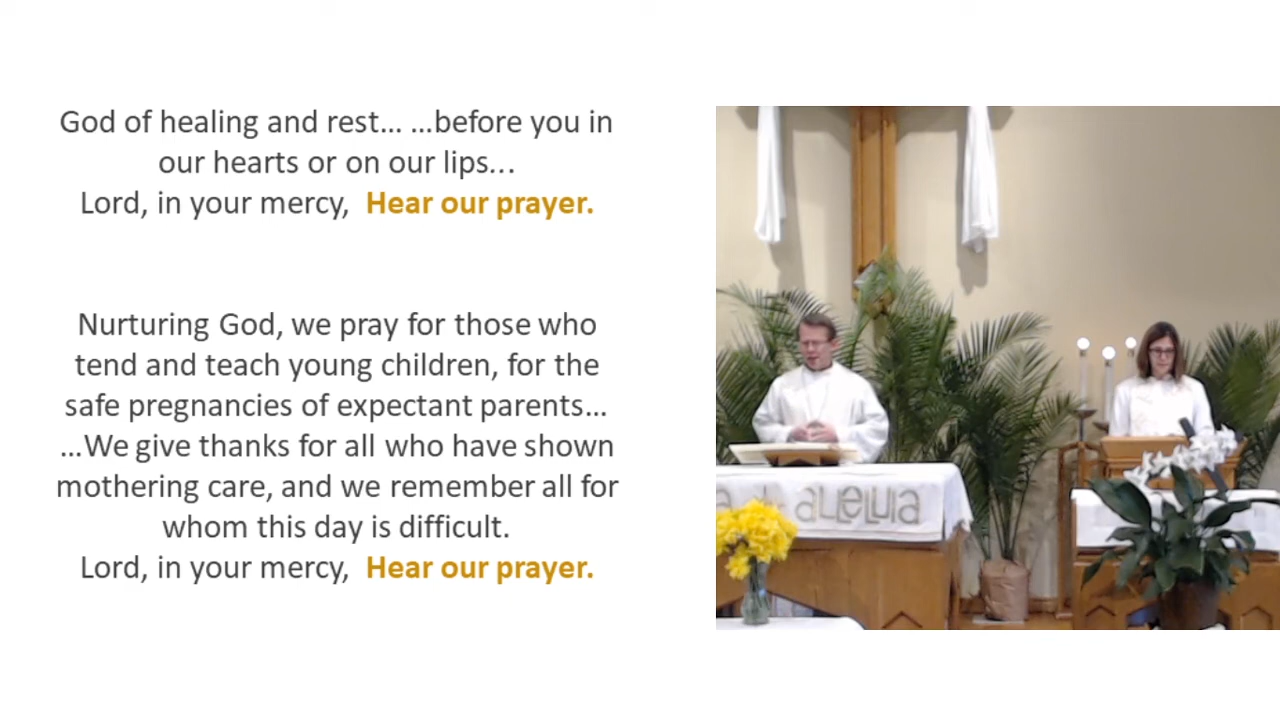 God of healing and rest... ...before you in
our hearts or on our lips...
Lord, in your mercy, Hear our prayer.
Nurturing God, we pray for those who
tend and teach young children, for the
safe pregnancies of expectant parents...
...We give thanks for all who have shown
mothering care, and we remember all for
whom this day is difficult.
Lord, in your mercy, Hear our prayer.
ALELUIA